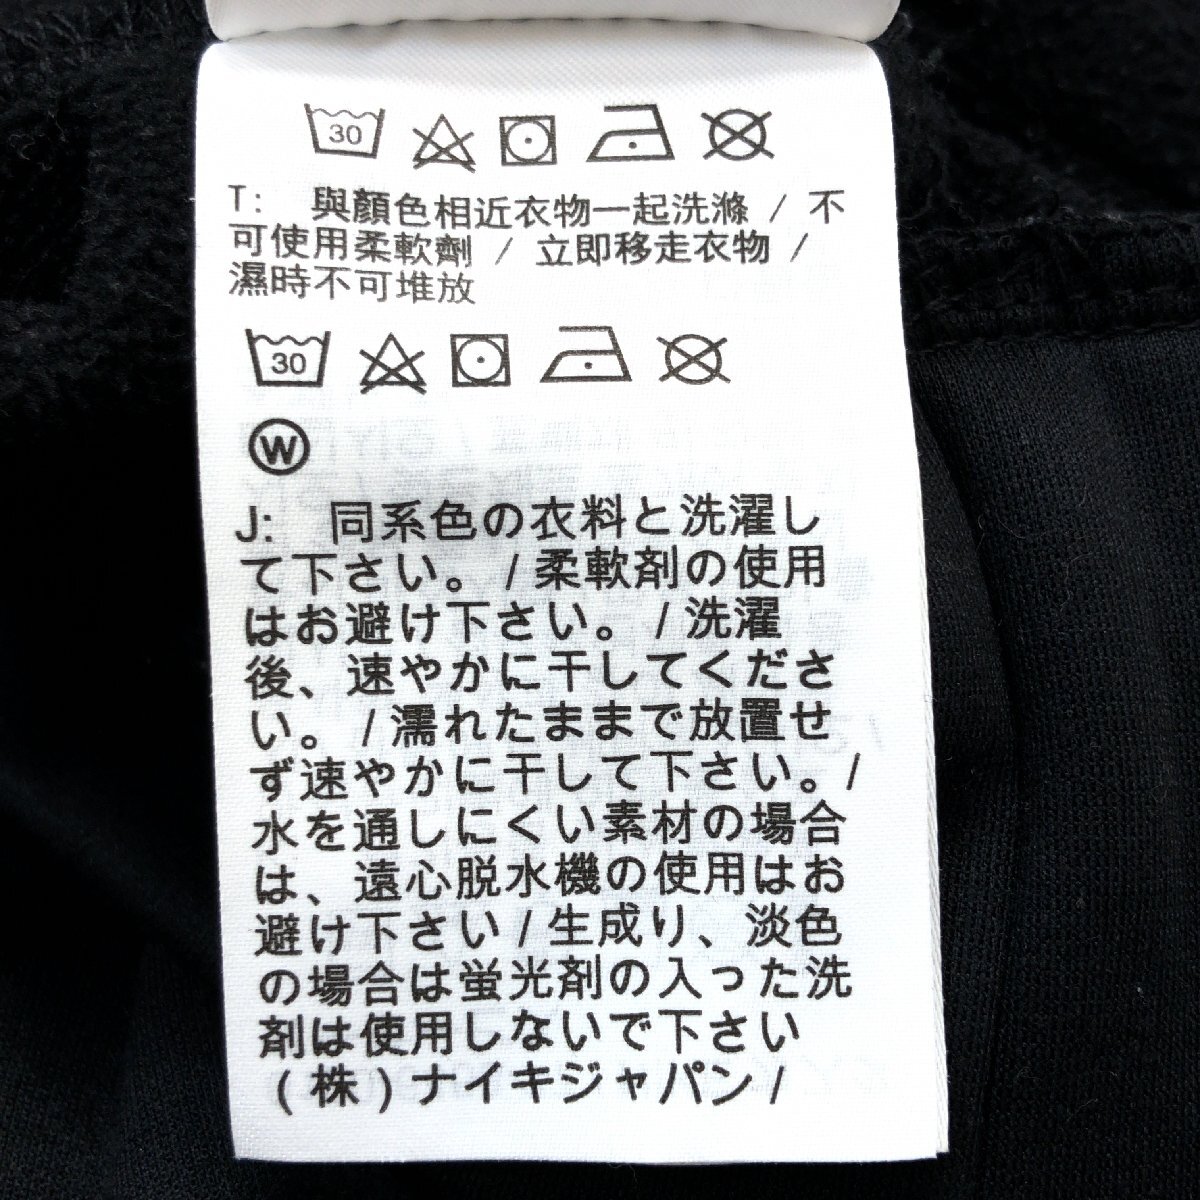 30
T: 與顏色相近衣物一起洗滌 / 不
可使用柔軟劑 / 立即移走衣物 /
濕時不可堆放
30
W
J: 同系色の衣料と洗濯し
て下さい。 / 柔軟剤の使用
はお避け下さい。 / 洗濯
後、速やかに干してくださ
い。 / 濡れたままで放置せ
ず速やかに干して下さい。 /
水を通しにくい素材の場合
は、遠心脱水機の使用はお
避け下さい / 生成り、淡色
の場合は蛍光剤の入った洗
剤は使用しないで下さい
(株)ナイキジャパン /